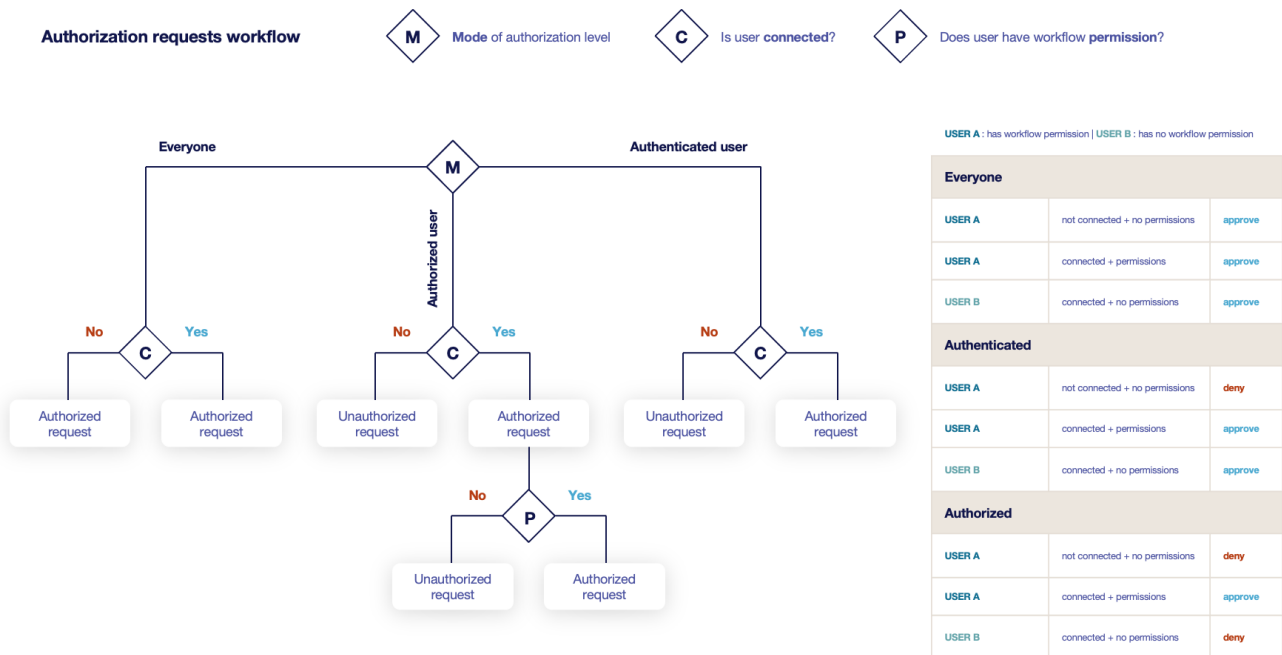 Authorization requests workflow
M
Mode of authorization level
C
Is user connected?
P
Does user have workflow permission?
Everyone
M
Authenticated user
Authorized user
No
Yes
C
Authorized
request
Authorized
request
No
Yes
C
Unauthorized
request
Authorized
request
No
Yes
C
Unauthorized
request
Authorized
request
No
Yes
P
Unauthorized
request
Authorized
request
USER A : has workflow permission | USER B : has no workflow permission
Everyone
USER A not connected + no permissions approve
USER A connected + permissions approve
USER B connected + no permissions approve
Authenticated
USER A not connected + no permissions deny
USER A connected + permissions approve
USER B connected + no permissions approve
Authorized
USER A not connected + no permissions deny
USER A connected + permissions approve
USER B connected + no permissions deny